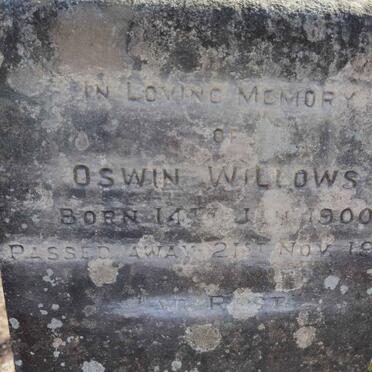 IN LOVING MEMORY
OF
OSWIN WILLOWS
BORN 14TH JAN 1900
PASSED AWAY 21ST NOV 19
AT REST